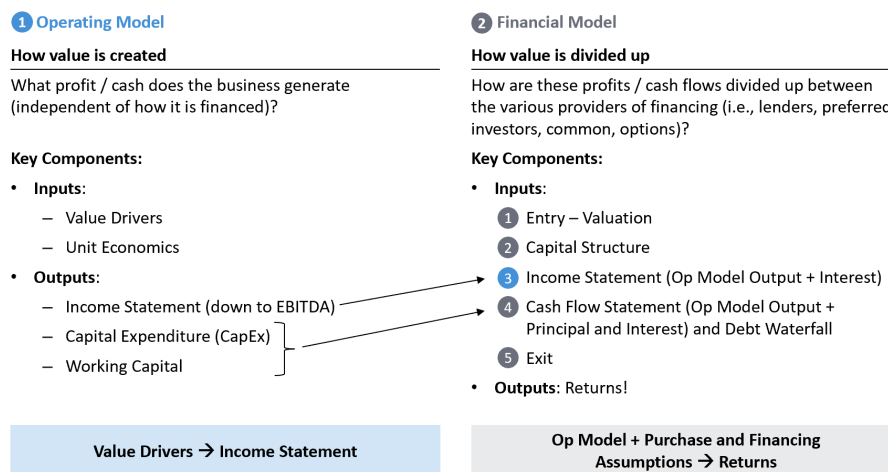 1 Operating Model
How value is created
What profit / cash does the business generate
(independent of how it is financed)?
Key Components:
• Inputs:
– Value Drivers
– Unit Economics
• Outputs:
– Income Statement (down to EBITDA)
– Capital Expenditure (CapEx)
– Working Capital
Value Drivers → Income Statement
2 Financial Model
How value is divided up
How are these profits / cash flows divided up between
the various providers of financing (i.e., lenders, preferred
investors, common, options)?
Key Components:
• Inputs:
1 Entry – Valuation
2 Capital Structure
3 Income Statement (Op Model Output + Interest)
4 Cash Flow Statement (Op Model Output +
Principal and Interest) and Debt Waterfall
5 Exit
• Outputs: Returns!
Op Model + Purchase and Financing
Assumptions → Returns